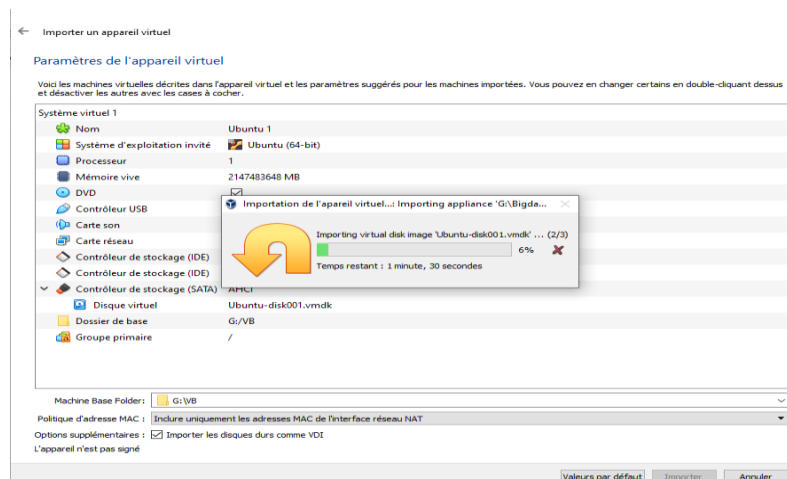 Importer un appareil virtuel
Paramètres de l'appareil virtuel
Voici les machines virtuelles décrites dans l'appareil virtuel et les paramètres suggérés pour les machines importées. Vous pouvez en changer certains en double-cliquant dessus
et désactiver les autres avec les cases à cocher.
Système virtuel 1
Nom Ubuntu 1
Système d'exploitation invité Ubuntu (64-bit)
Processeur 1
Mémoire vive 2147483648 MB
DVD
Importation de l'apareil virtuel...: Importing appliance 'G:\Bigda...
Contrôleur USB
Carte son
Importing virtual disk image 'Ubuntu-disk001.vmdk' ... (2/3)
Carte réseau
6%
Contrôleur de stockage (IDE)
Temps restant : 1 minute, 30 secondes
Contrôleur de stockage (IDE)
Contrôleur de stockage (SATA) AHCI
Disque virtuel Ubuntu-disk001.vmdk
Dossier de base G:/VB
Groupe primaire /
Machine Base Folder: G:\VB
Politique d'adresse MAC : Inclure uniquement les adresses MAC de l'interface réseau NAT
Options supplémentaires : Importer les disques durs comme VDI
L'appareil n'est pas signé
Valeurs par défaut Importer Annuler